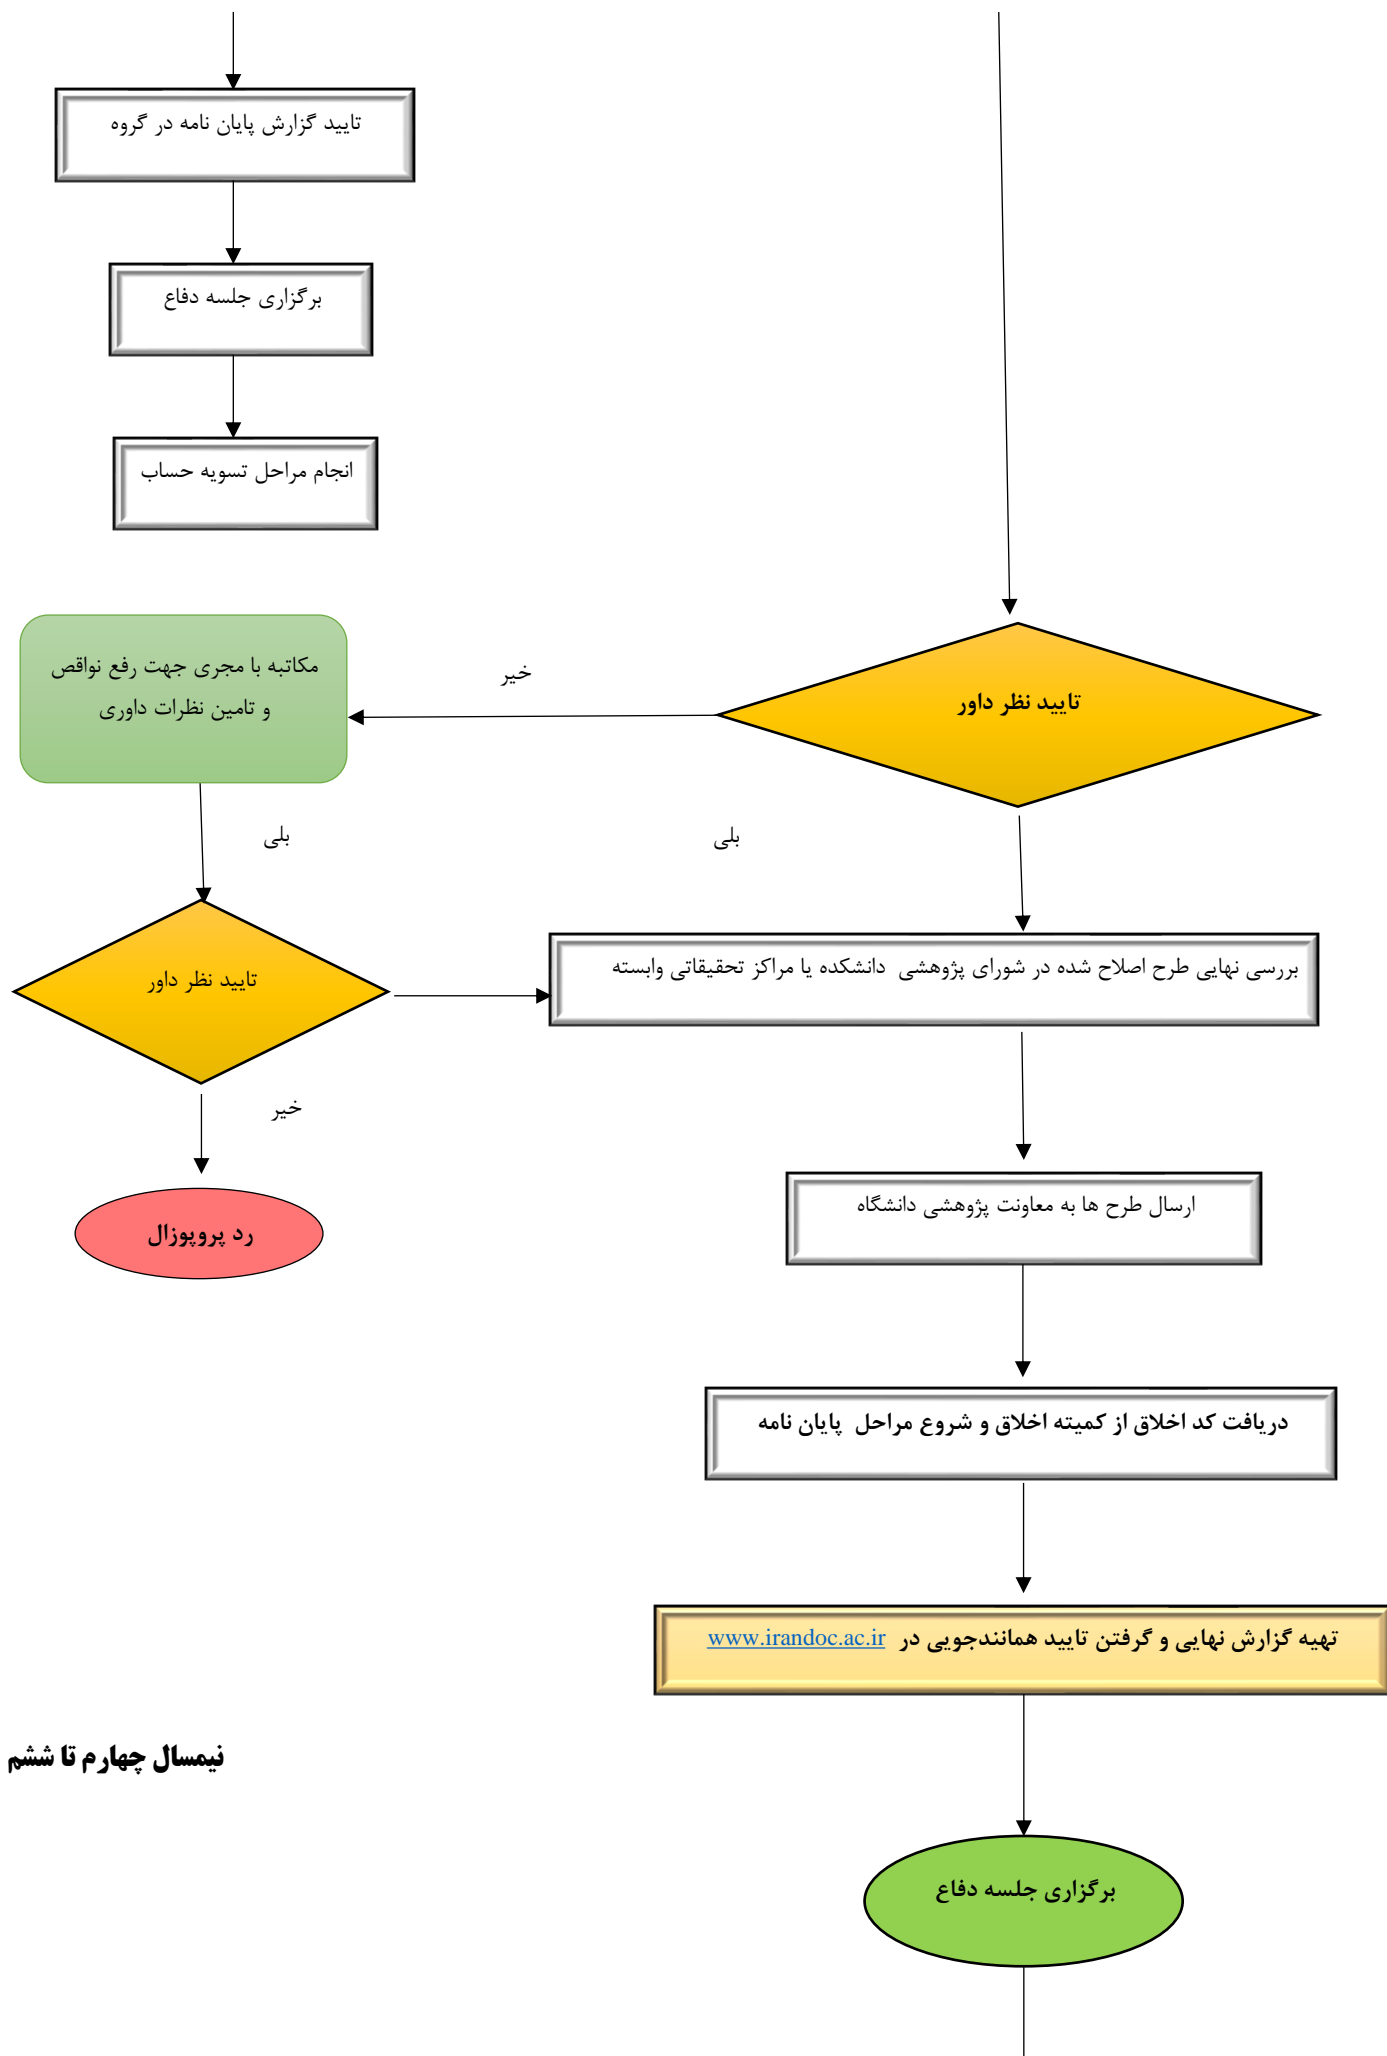 تایید گزارش پایان نامه در گروه
برگزاری جلسه دفاع
انجام مراحل تسویه حساب
مکاتبه با مجری جهت رفع نواقص
و تامین نظرات داوری
خیر
تایید نظر داور
بلی
بلی
تایید نظر داور
بررسی نهایی طرح اصلاح شده در شورای پژوهشی دانشکده یا مراکز تحقیقاتی وابسته
خیر
رد پروپوزال
ارسال طرح ها به معاونت پژوهشی دانشگاه
دریافت کد اخلاق از کمیته اخلاق و شروع مراحل پایان نامه
تهیه گزارش نهایی و گرفتن تایید همانندجویی در www.irandoc.ac.ir
نیمسال چهارم تا ششم
برگزاری جلسه دفاع